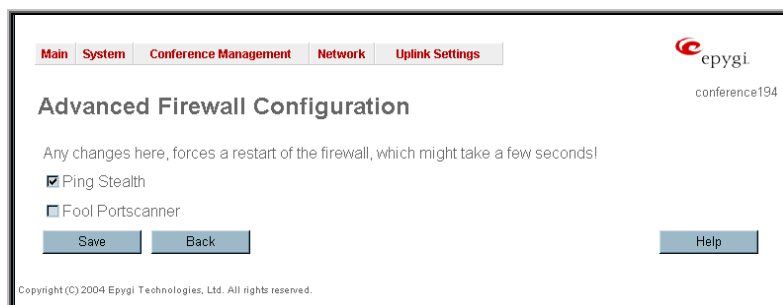 Main System Conference Management Network Uplink Settings
epygi.
conference194
Advanced Firewall Configuration
Any changes here, forces a restart of the firewall, which might take a few seconds!
Ping Stealth
Fool Portscanner
Save Back Help
Copyright (C) 2004 Epygi Technologies, Ltd. All rights reserved.